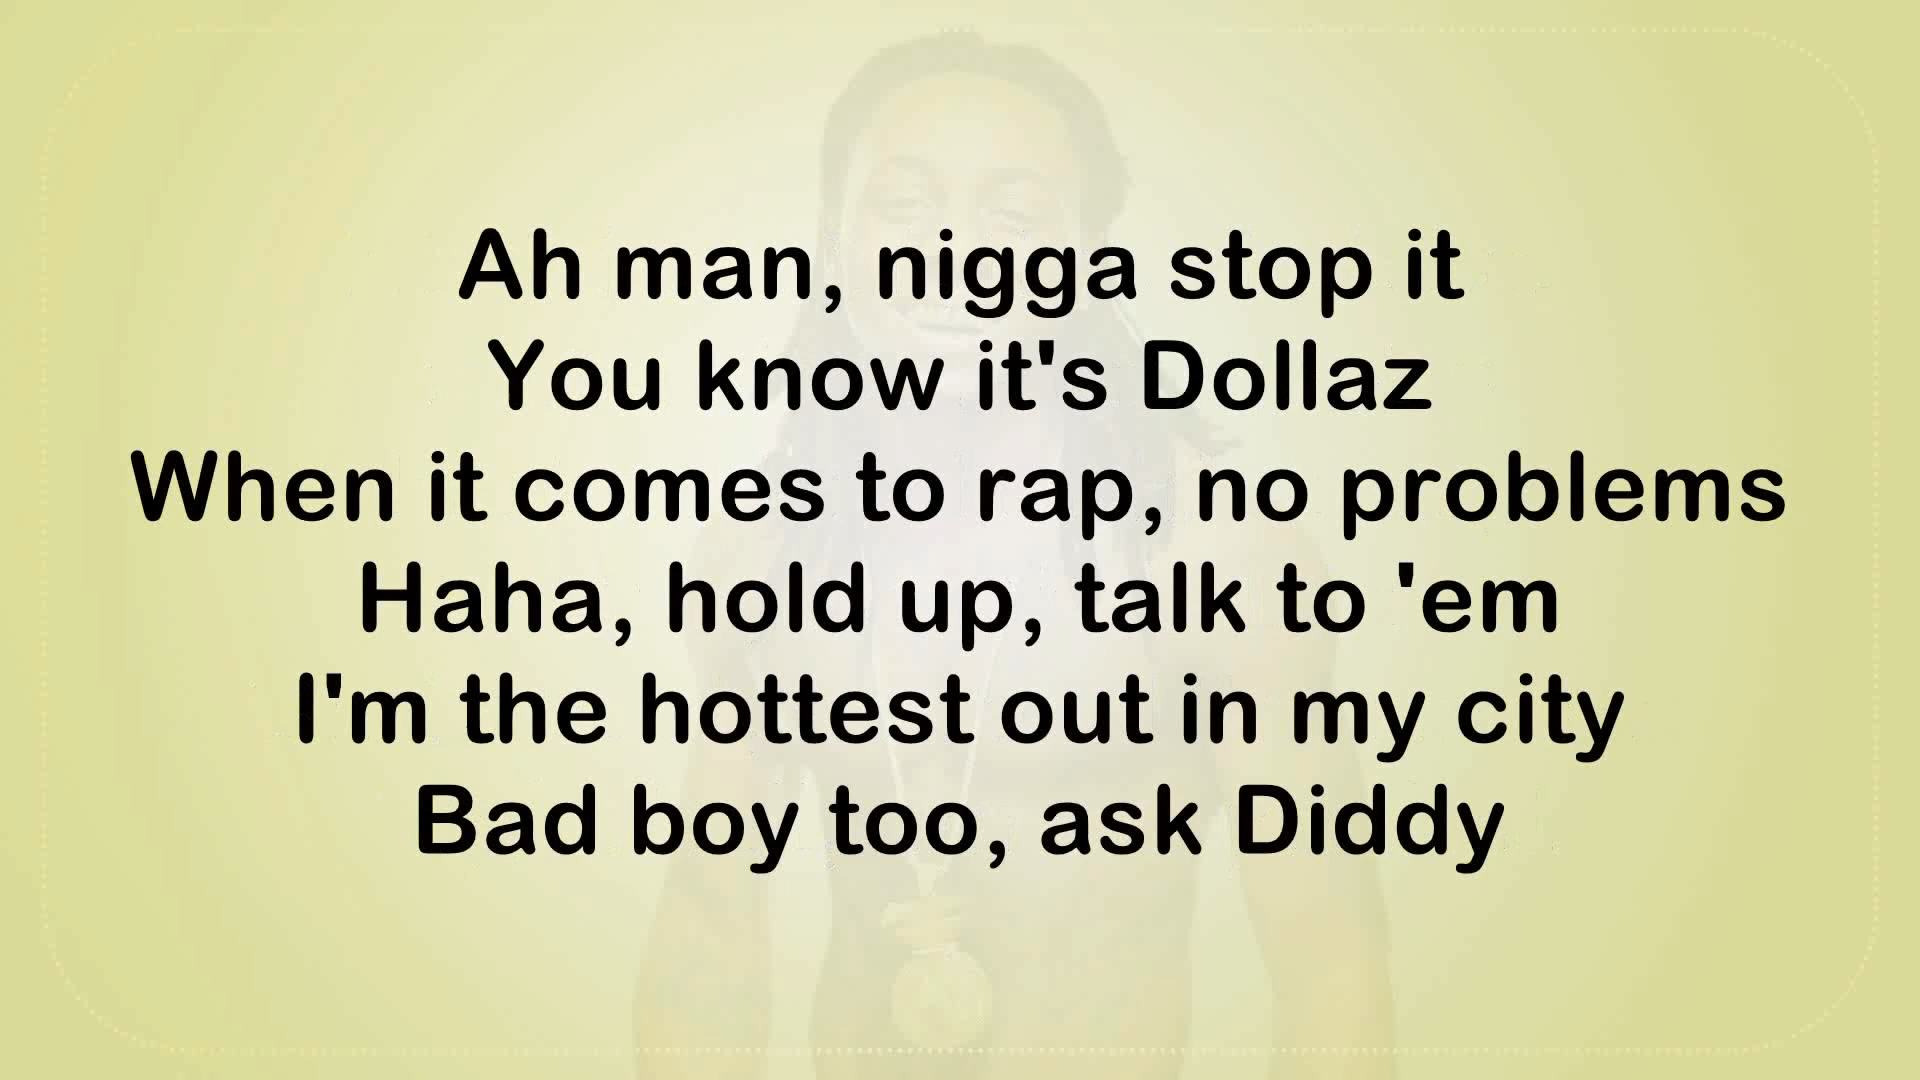 Ah man, nigga stop it
You know it's Dollaz
When it comes to rap, no problems
Haha, hold up, talk to 'em
I'm the hottest out in my city
Bad boy too, ask Diddy